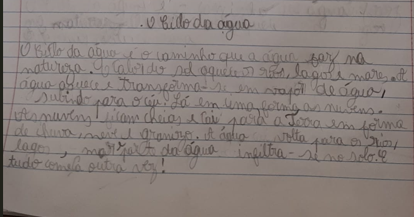 O Ciclo da água
O Ciclo da água é o caminho que a água faz na
natureza. O calor do sol aquece os rios, lagos e mares. A
água aquece e transforma-se em vapor de água,
subindo para o céu! Lá em cima forma as nuvens.
As nuvens ficam cheias e cai para a Terra em forma
de chuva, neve e granizo. A água volta para os rios,
lagos, mar da água infiltra-se no solo. E
tudo começa outra vez!